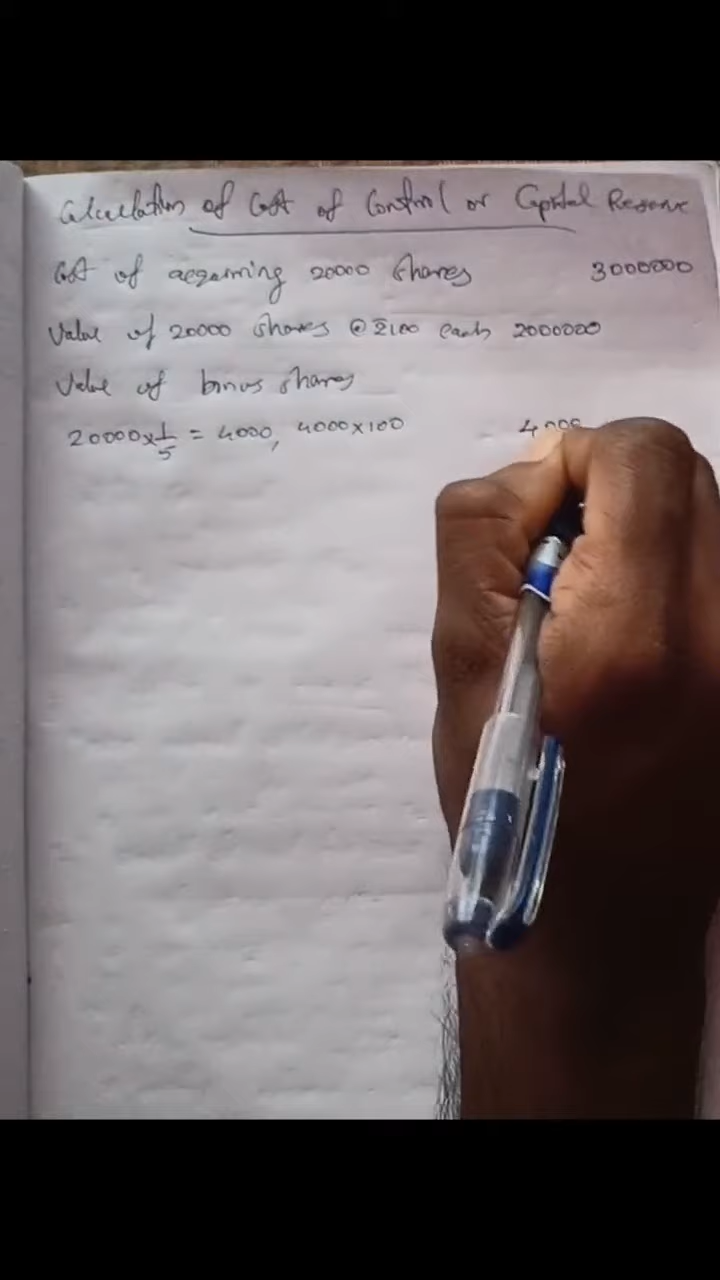 Calculation of Cost of Control or Capital Reserve
Cost of acquiring 20000 shares 3000000
Value of 20000 shares @ ₹100 each 2000000
Value of bonus shares
20000 x 1/5 = 4000, 4000 x 100 4000